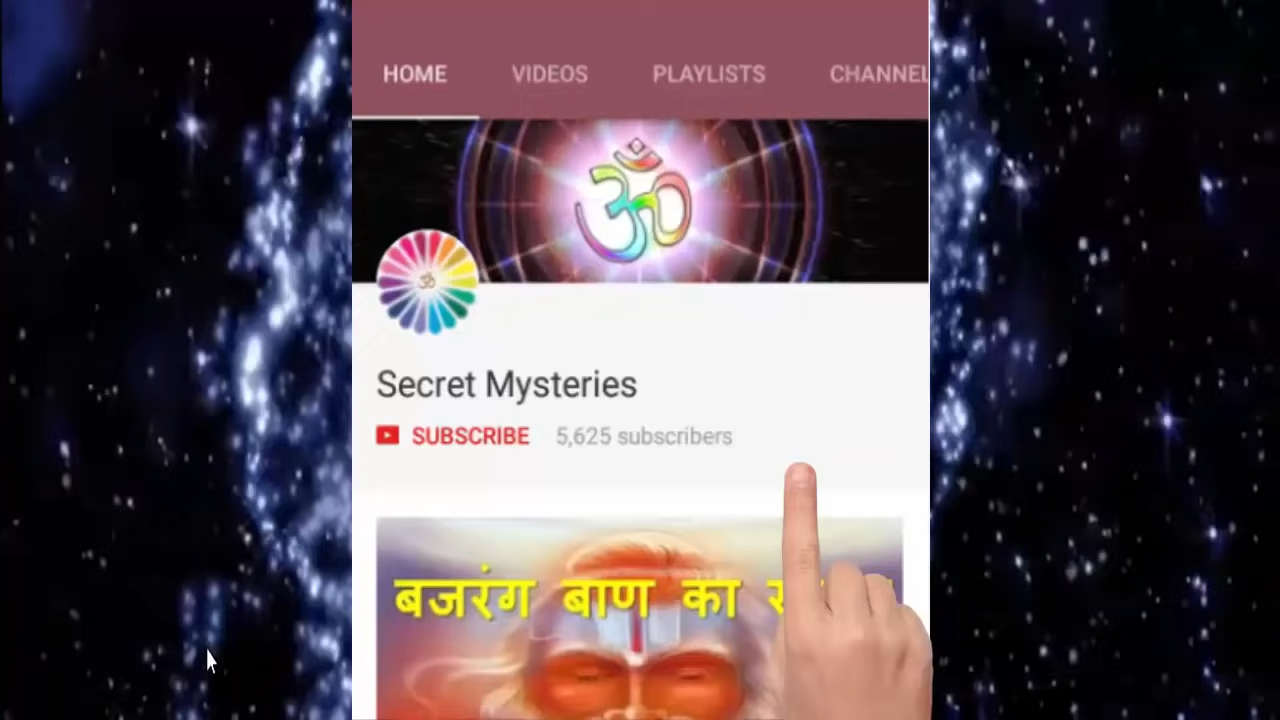 HOME VIDEOS PLAYLISTS CHANNEL
ॐ
ॐ
Secret Mysteries
SUBSCRIBE 5,625 subscribers
बजरंग बाण का